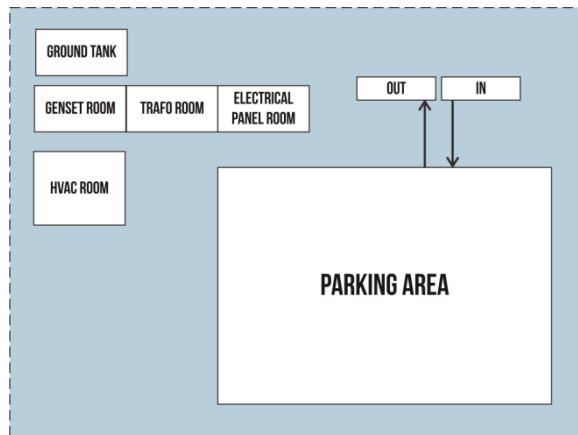 GROUND TANK
GENSET ROOM
TRAFO ROOM
ELECTRICAL
PANEL ROOM
OUT
IN
HVAC ROOM
PARKING AREA